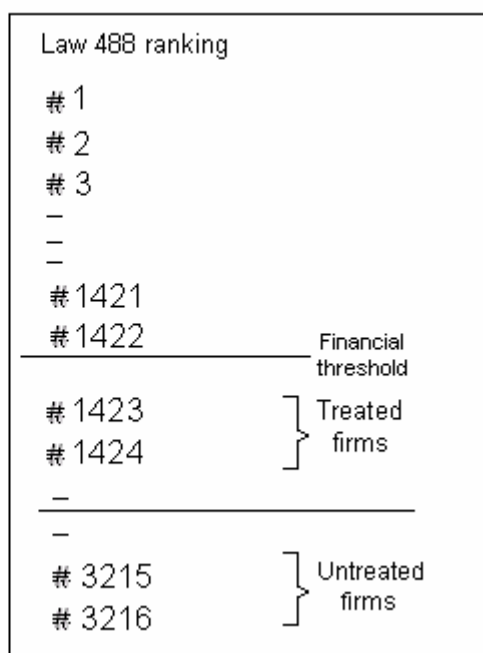 Law 488 ranking
# 1
# 2
# 3
–
–
–
# 1421
# 1422
Financial
threshold
# 1423
# 1424
Treated
firms
–
–
# 3215
# 3216
Untreated
firms